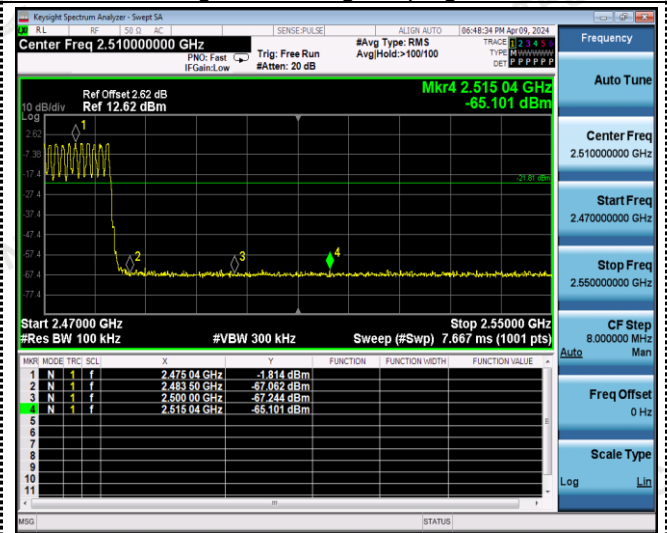 Keysight Spectrum Analyzer - Swept SA
RL RF 50 Ω AC SENSE:PULSE ALIGN AUTO 06:48:34 PM Apr 09, 2024
Center Freq 2.510000000 GHz #Avg Type: RMS TRACE 1 2 3 4 5 6
PNO: Fast Trig: Free Run Avg|Hold:>100/100 TYPE M WWWWW
IFGain:Low #Atten: 20 dB DET P P P P P P
Frequency
Auto Tune
Center Freq
2.510000000 GHz
Start Freq
2.470000000 GHz
Stop Freq
2.550000000 GHz
CF Step
8.000000 MHz
Auto Man
Freq Offset
0 Hz
Scale Type
Log Lin
Mkr4 2.515 04 GHz
-65.101 dBm
Ref Offset 2.62 dB
10 dB/div Ref 12.62 dBm
Log
2.62
-7.38
-17.4
-27.4
-37.4
-47.4
-57.4
-67.4
-77.4
1
2
3
4
-21.81 dBm
Start 2.47000 GHz Stop 2.55000 GHz
#Res BW 100 kHz #VBW 300 kHz Sweep (#Swp) 7.667 ms (1001 pts)
MKR MODE TRC SCL X Y FUNCTION FUNCTION WIDTH FUNCTION VALUE
1 N 1 f 2.475 04 GHz -1.814 dBm
2 N 1 f 2.483 50 GHz -67.062 dBm
3 N 1 f 2.500 00 GHz -67.244 dBm
4 N 1 f 2.515 04 GHz -65.101 dBm
5
6
7
8
9
10
11
MSG STATUS